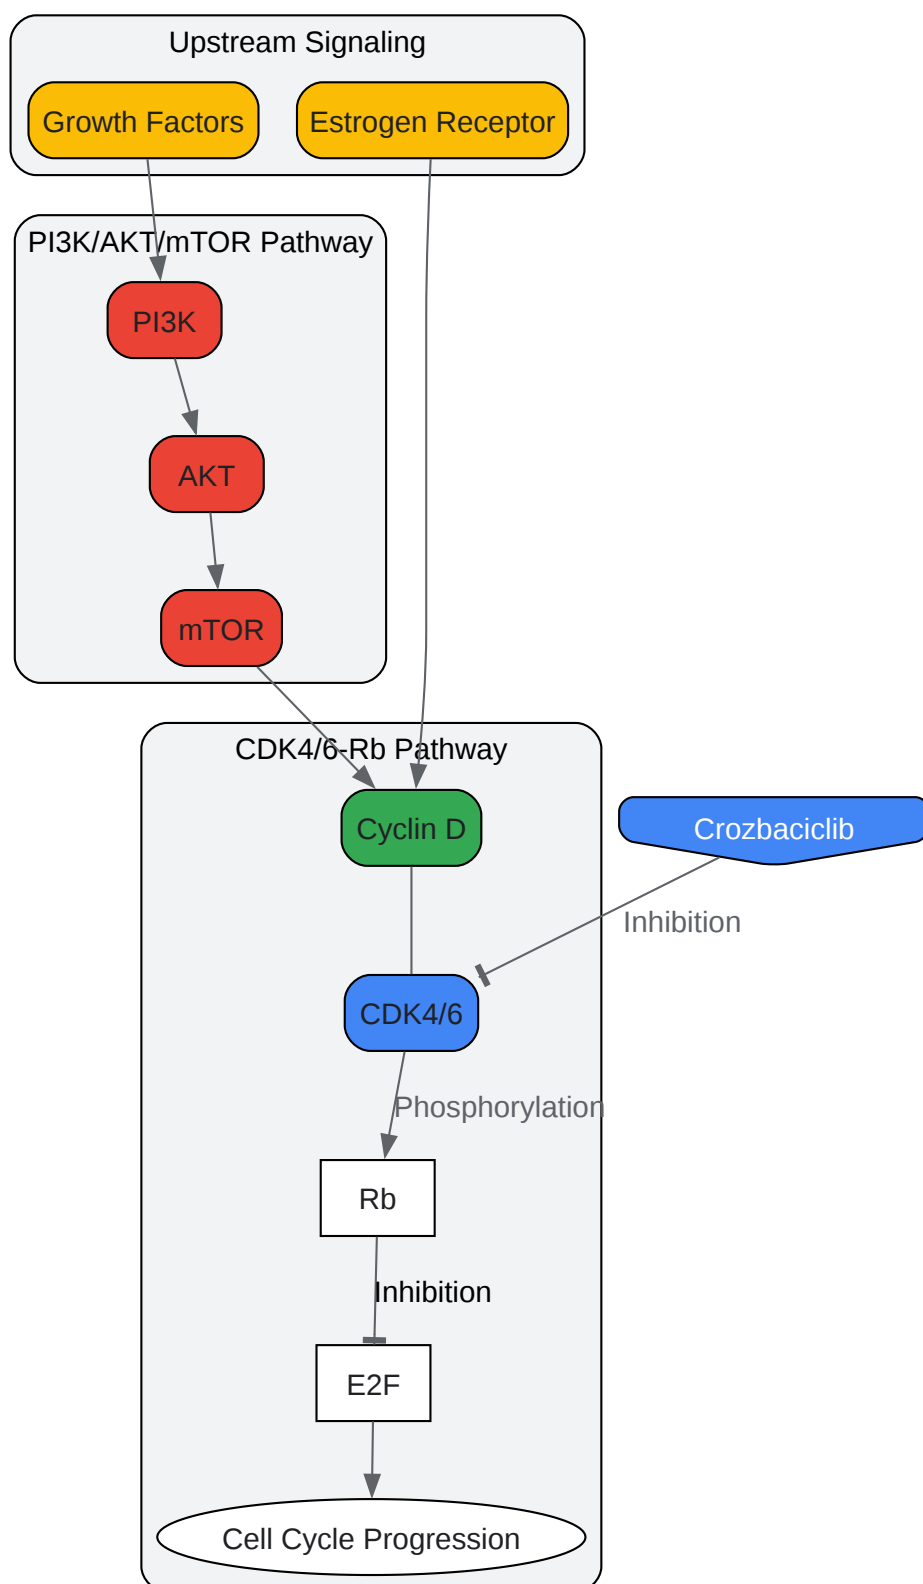 Upstream Signaling
Growth Factors
Estrogen Receptor
PI3K/AKT/mTOR Pathway
PI3K
AKT
mTOR
CDK4/6-Rb Pathway
Cyclin D
Crozbaciclib
Inhibition
CDK4/6
Phosphorylation
Rb
Inhibition
E2F
Cell Cycle Progression